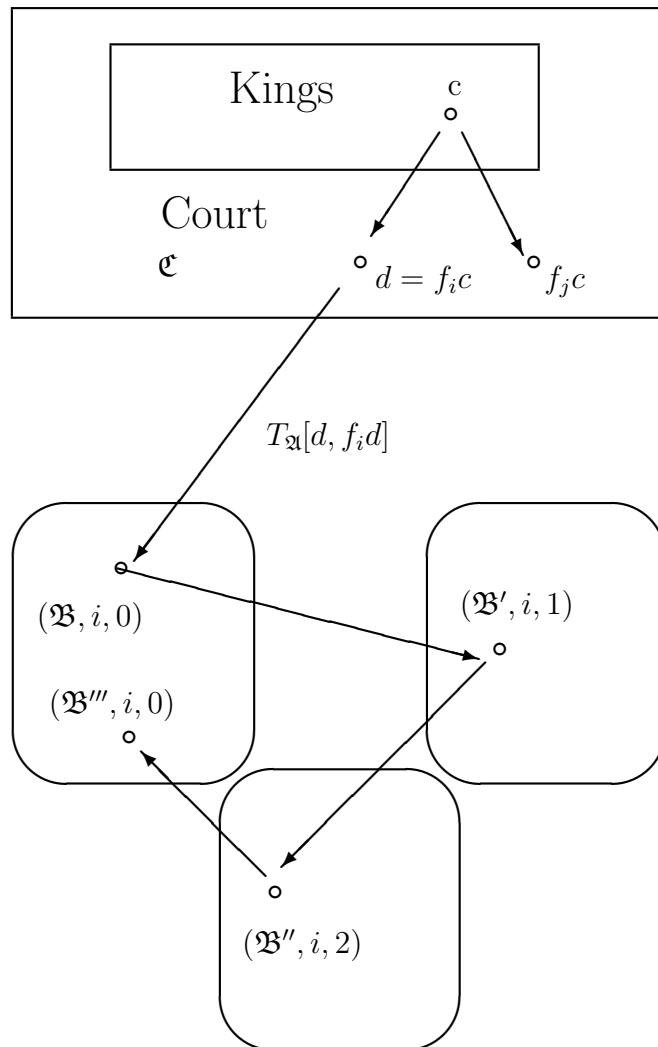 Kings
c
Court
ℭ
d = f_i c
f_j c
T_𝔄[d, f_i d]
(𝔅, i, 0)
(𝔅′, i, 1)
(𝔅‴, i, 0)
(𝔅″, i, 2)